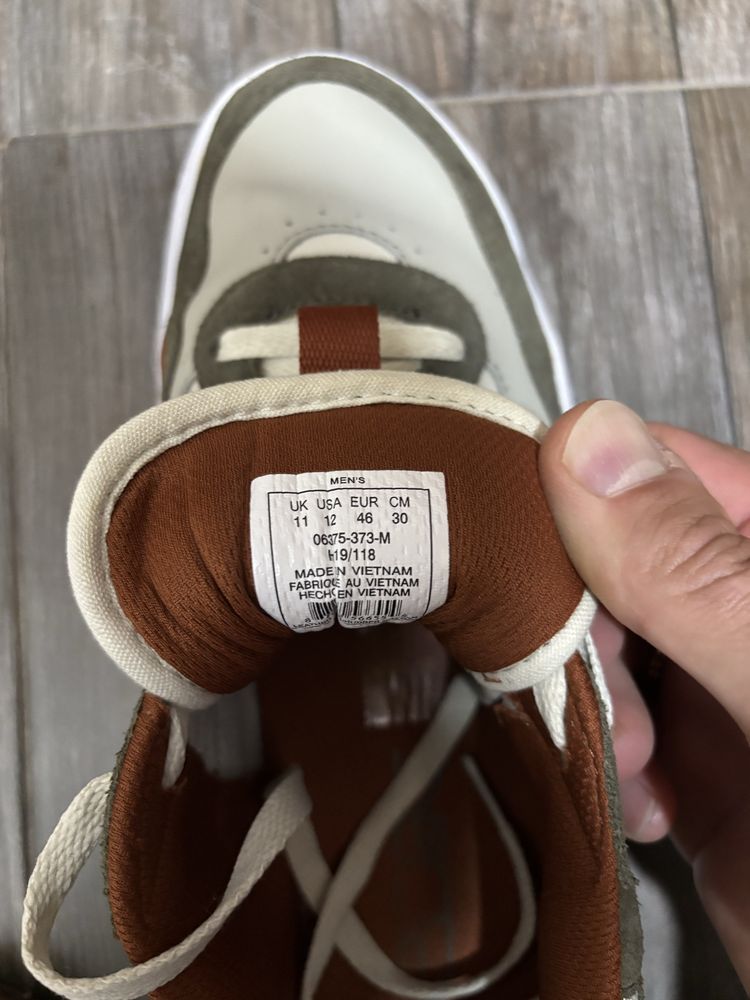 MEN'S
UK USA EUR CM
11 12 46 30
06375-373-M
H19/118
MADE IN VIETNAM
FABRIQUÉ AU VIETNAM
HECHO EN VIETNAM